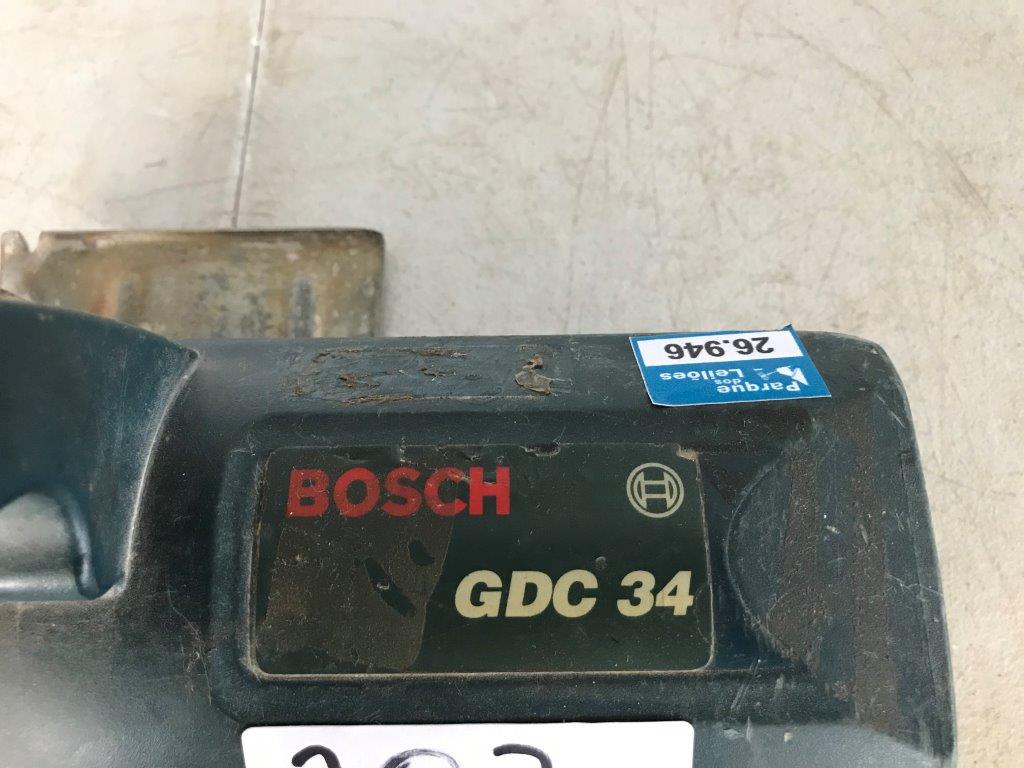 26.946
Parque
dos
Leilões
BOSCH
GDC 34